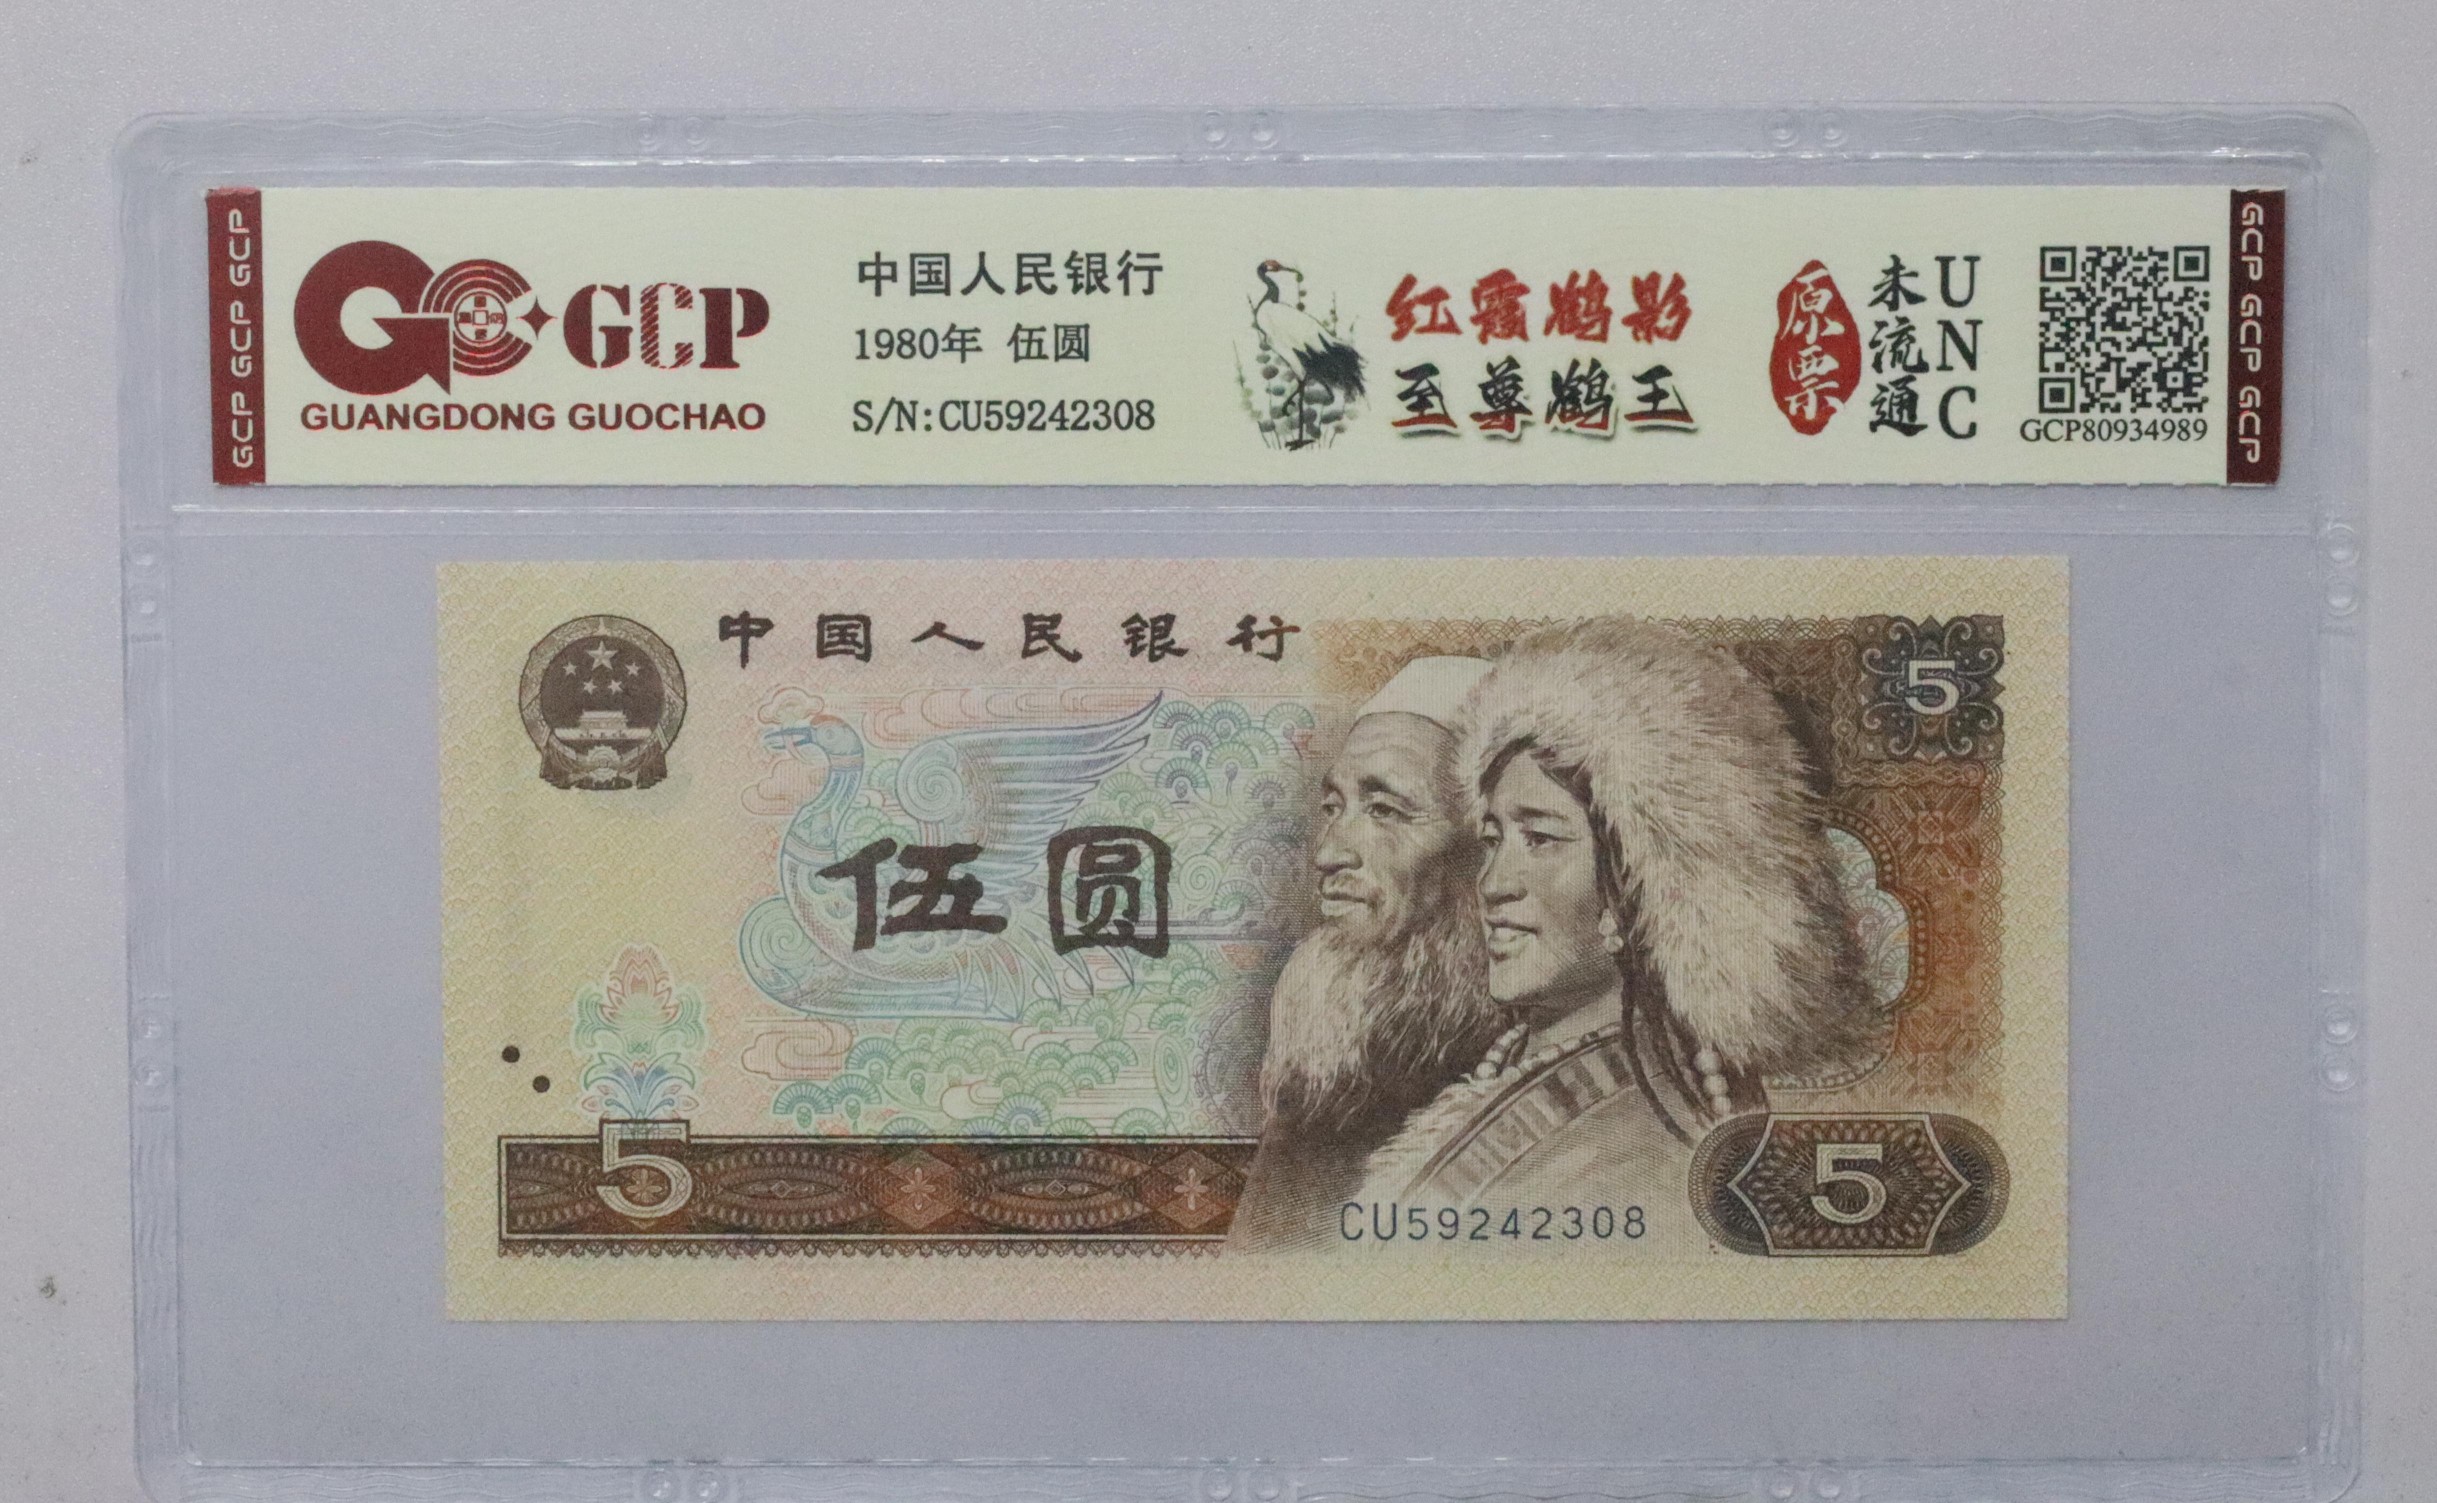 GCP GCP GCP
GCP
GUANGDONG GUOCHAO
中国人民银行
1980年 伍圆
S/N:CU59242308
红霞鹤影
至尊鹤王
原票
未流通
UNC
GCP80934989
GCP GCP GCP
中国人民银行
5
伍圆
5
CU59242308
5